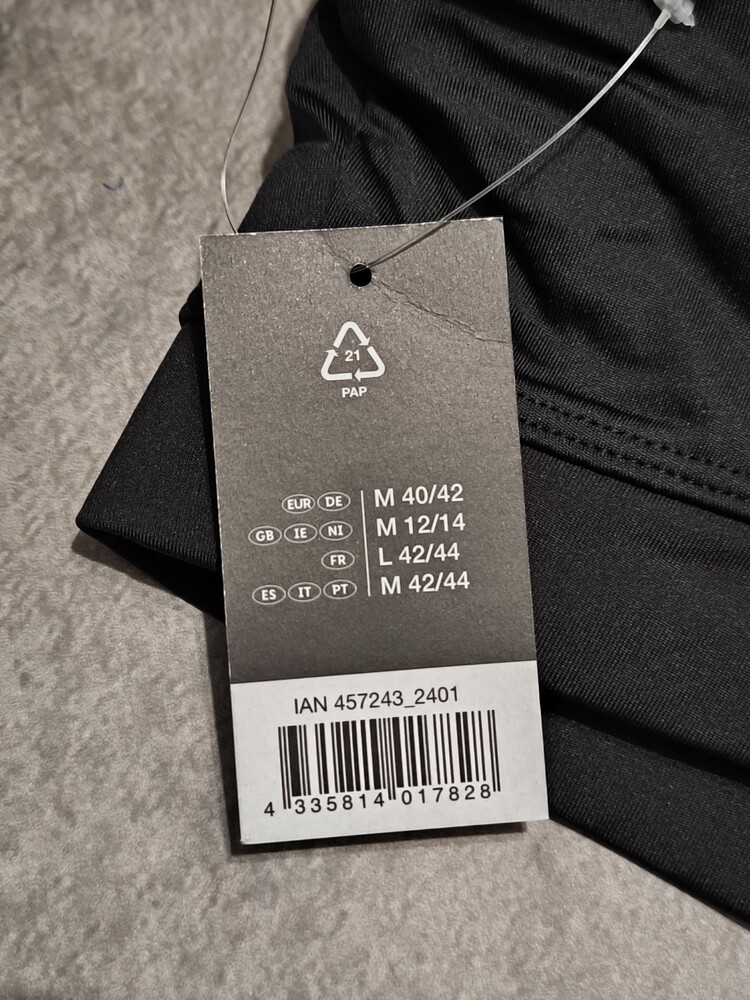 21
PAP
EUR DE M 40/42
GB IE NI M 12/14
FR L 42/44
ES IT PT M 42/44
IAN 457243_2401
4 335814 017828